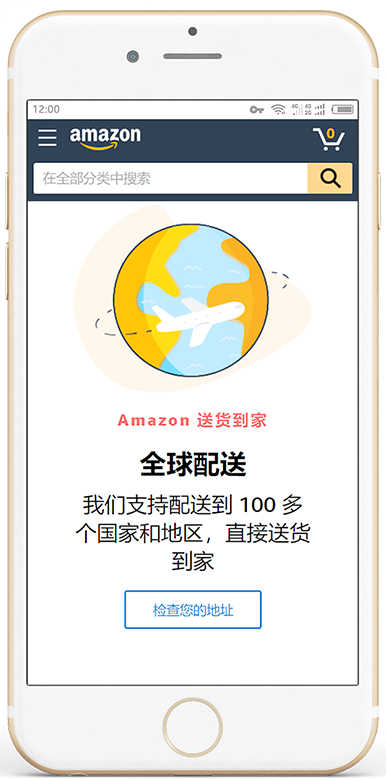 12:00
4G 4G
2G
amazon
0
在全部分类中搜索
Amazon 送货到家
全球配送
我们支持配送到 100 多
个国家和地区，直接送货
到家
检查您的地址